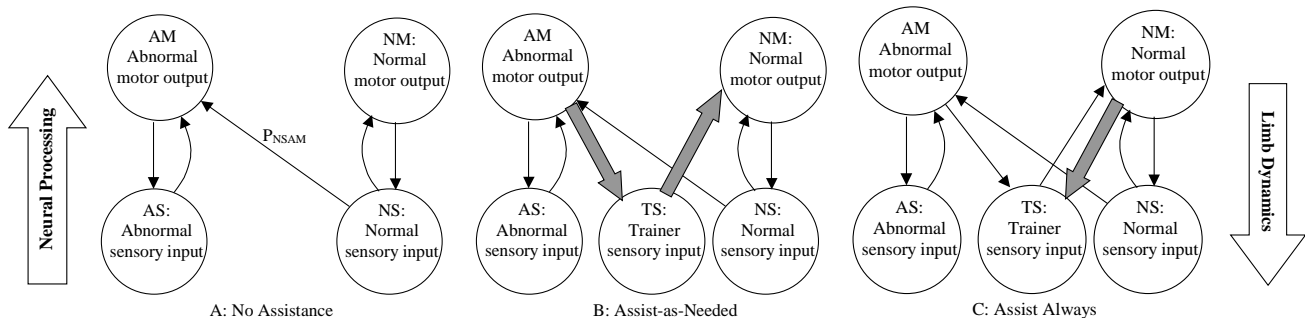 Neural Processing
AM
Abnormal
motor output
NM:
Normal
motor output
P_NSAM
AS:
Abnormal
sensory input
NS:
Normal
sensory input
A: No Assistance
AM
Abnormal
motor output
NM:
Normal
motor output
AS:
Abnormal
sensory input
TS:
Trainer
sensory input
NS:
Normal
sensory input
B: Assist-as-Needed
AM
Abnormal
motor output
NM:
Normal
motor output
AS:
Abnormal
sensory input
TS:
Trainer
sensory input
NS:
Normal
sensory input
C: Assist Always
Limb Dynamics